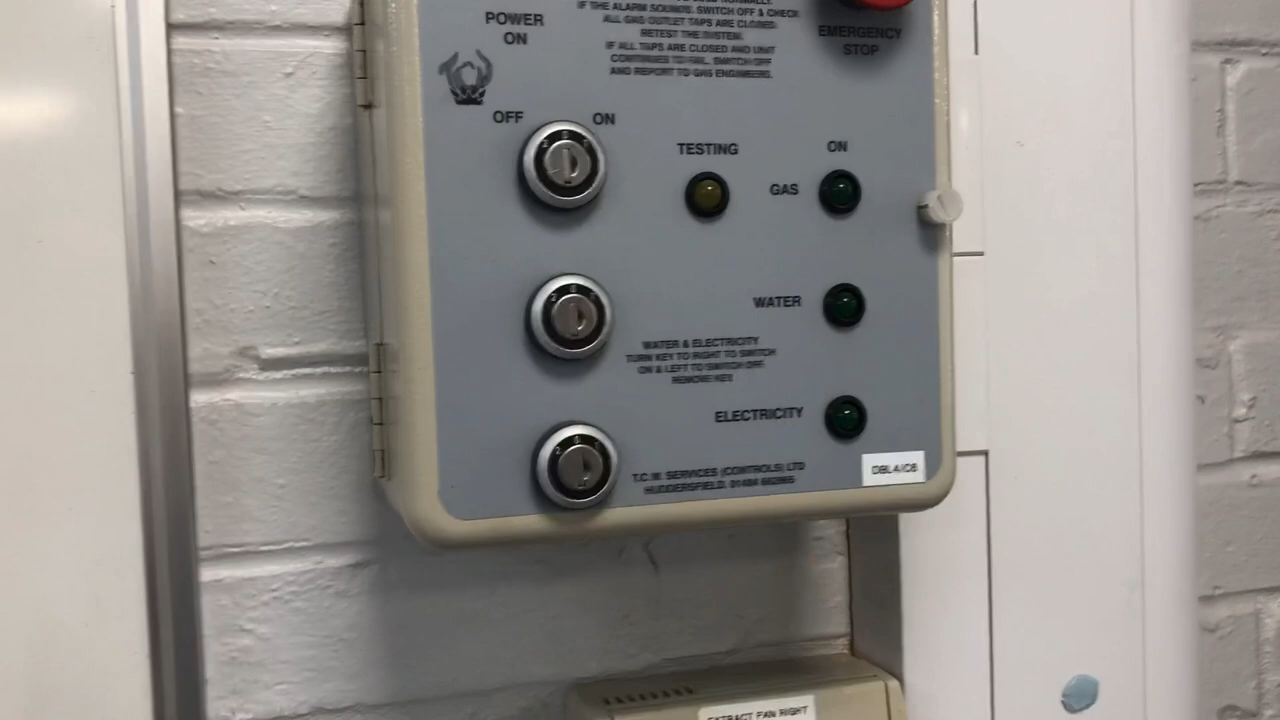 IF THE ALARM SOUNDS. SWITCH OFF & CHECK
ALL GAS OUTLET TAPS ARE CLOSED.
RETEST THE SYSTEM.
IF ALL TAPS ARE CLOSED AND UNIT
CONTINUES TO FAIL. SWITCH OFF
AND REPORT TO GAS ENGINEERS.
POWER
ON
EMERGENCY
STOP
OFF
ON
TESTING
ON
GAS
WATER
WATER & ELECTRICITY
TURN KEY TO RIGHT TO SWITCH
ON & LEFT TO SWITCH OFF.
REMOVE KEY
ELECTRICITY
T.C.W. SERVICES (CONTROLS) LTD
HUDDERSFIELD.
DBL4/C8
EXTRACT FAN RIGHT